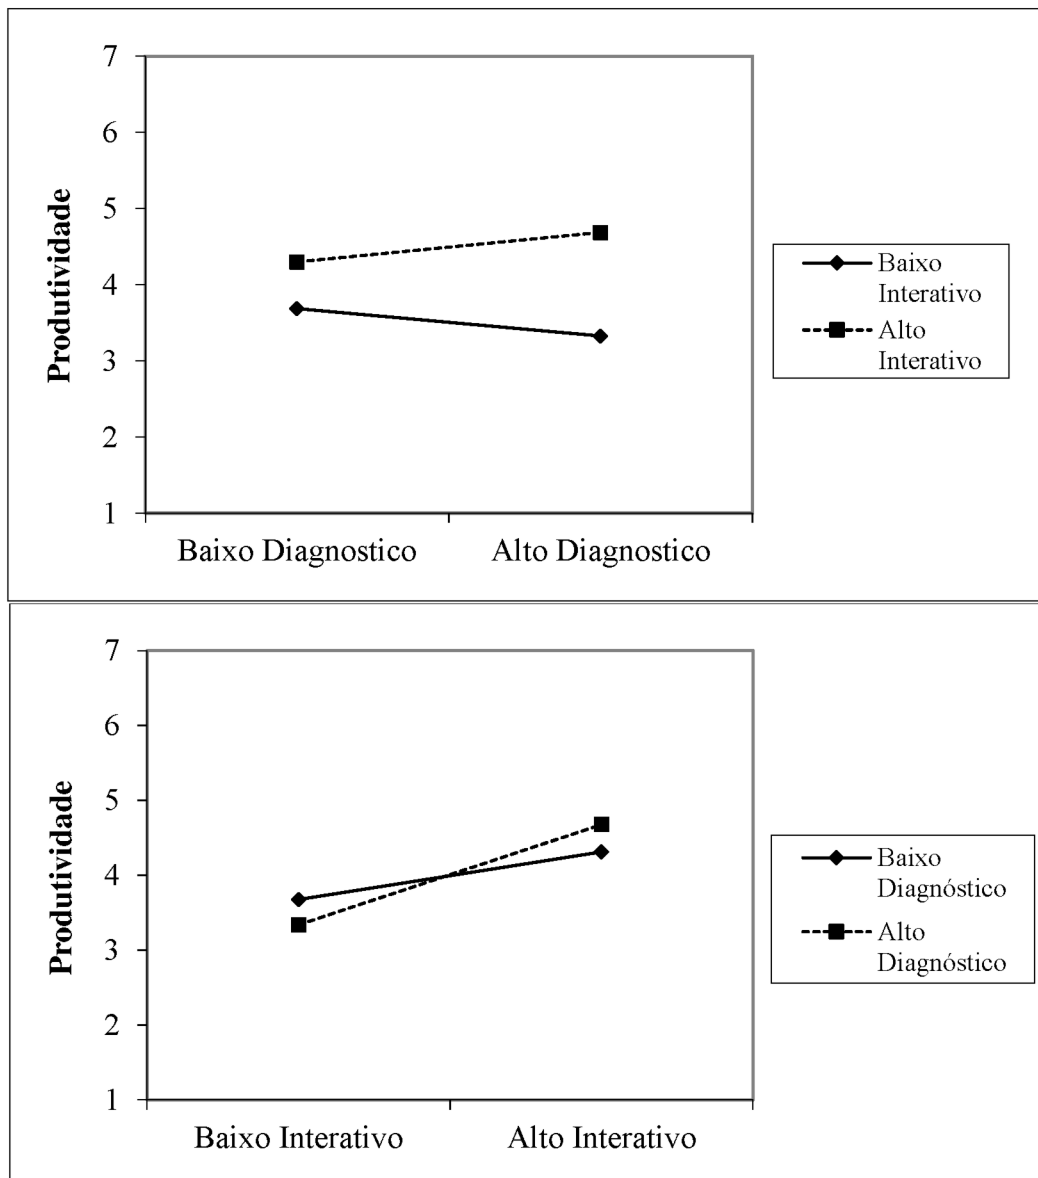 7
6
5
4
3
2
1
Produtividade
Baixo Diagnostico
Alto Diagnostico
Baixo
Interativo
Alto
Interativo
7
6
5
4
3
2
1
Produtividade
Baixo Interativo
Alto Interativo
Baixo
Diagnóstico
Alto
Diagnóstico